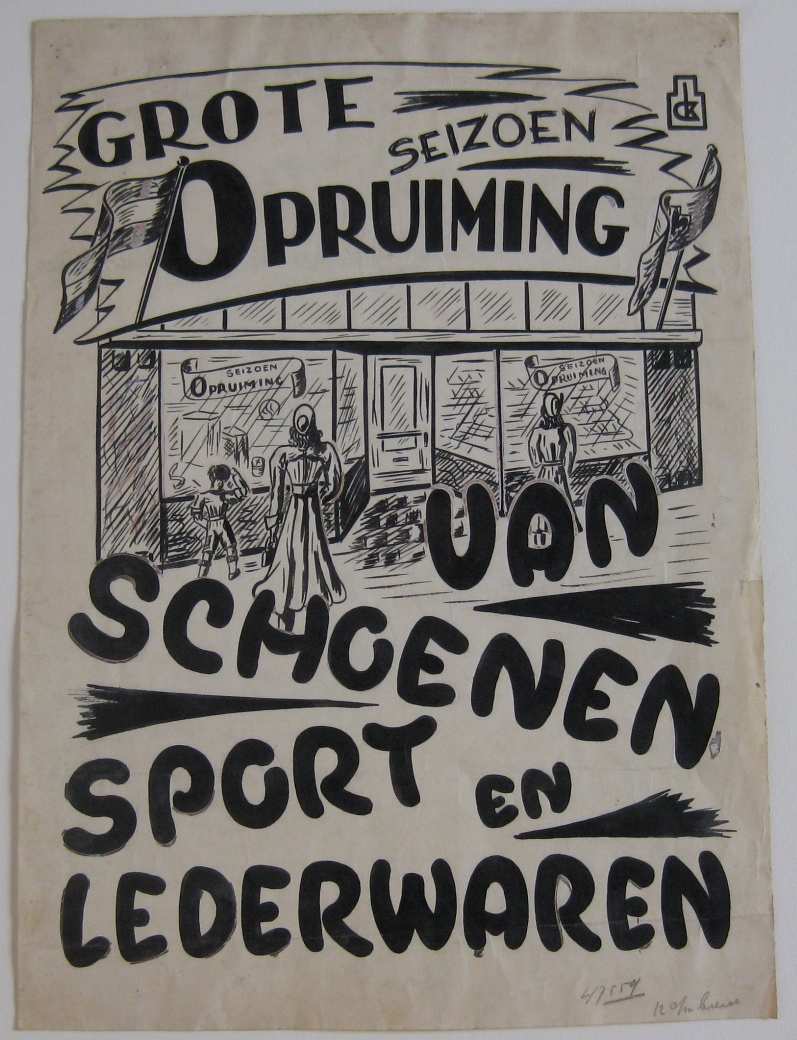 GROTE
SEIZOEN
OPRUIMING
SEIZOEN
OPRUIMING
SEIZOEN
OPRUIMING
VAN
SCHOENEN
SPORT
EN
LEDERWAREN